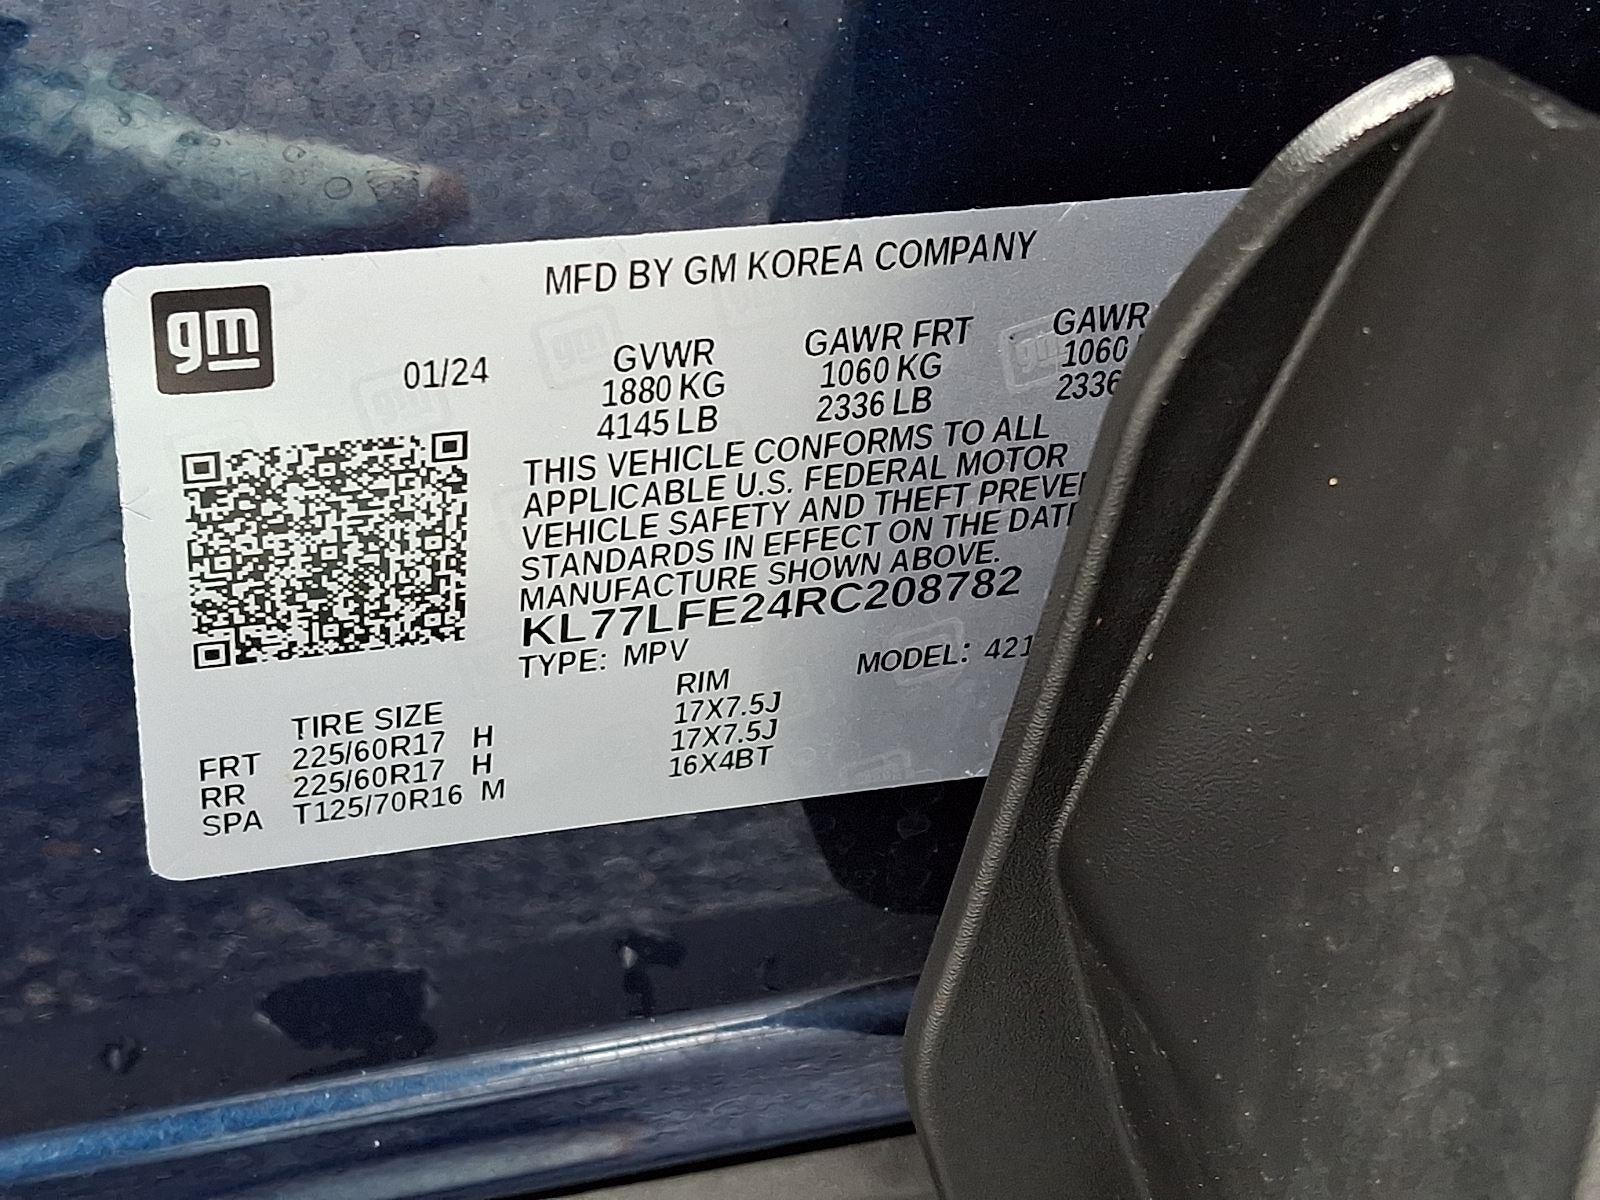 MFD BY GM KOREA COMPANY
gm
01/24
GVWR GAWR FRT GAWR
1880 KG 1060 KG 1060
4145 LB 2336 LB 2336
THIS VEHICLE CONFORMS TO ALL
APPLICABLE U.S. FEDERAL MOTOR
VEHICLE SAFETY AND THEFT
STANDARDS IN EFFECT ON THE
MANUFACTURE SHOWN ABOVE.
KL77LFE24RC208782
TYPE: MPV MODEL: 421
TIRE SIZE RIM
FRT 225/60R17 H 17X7.5J
RR 225/60R17 H 17X7.5J
SPA T125/70R16 M 16X4BT